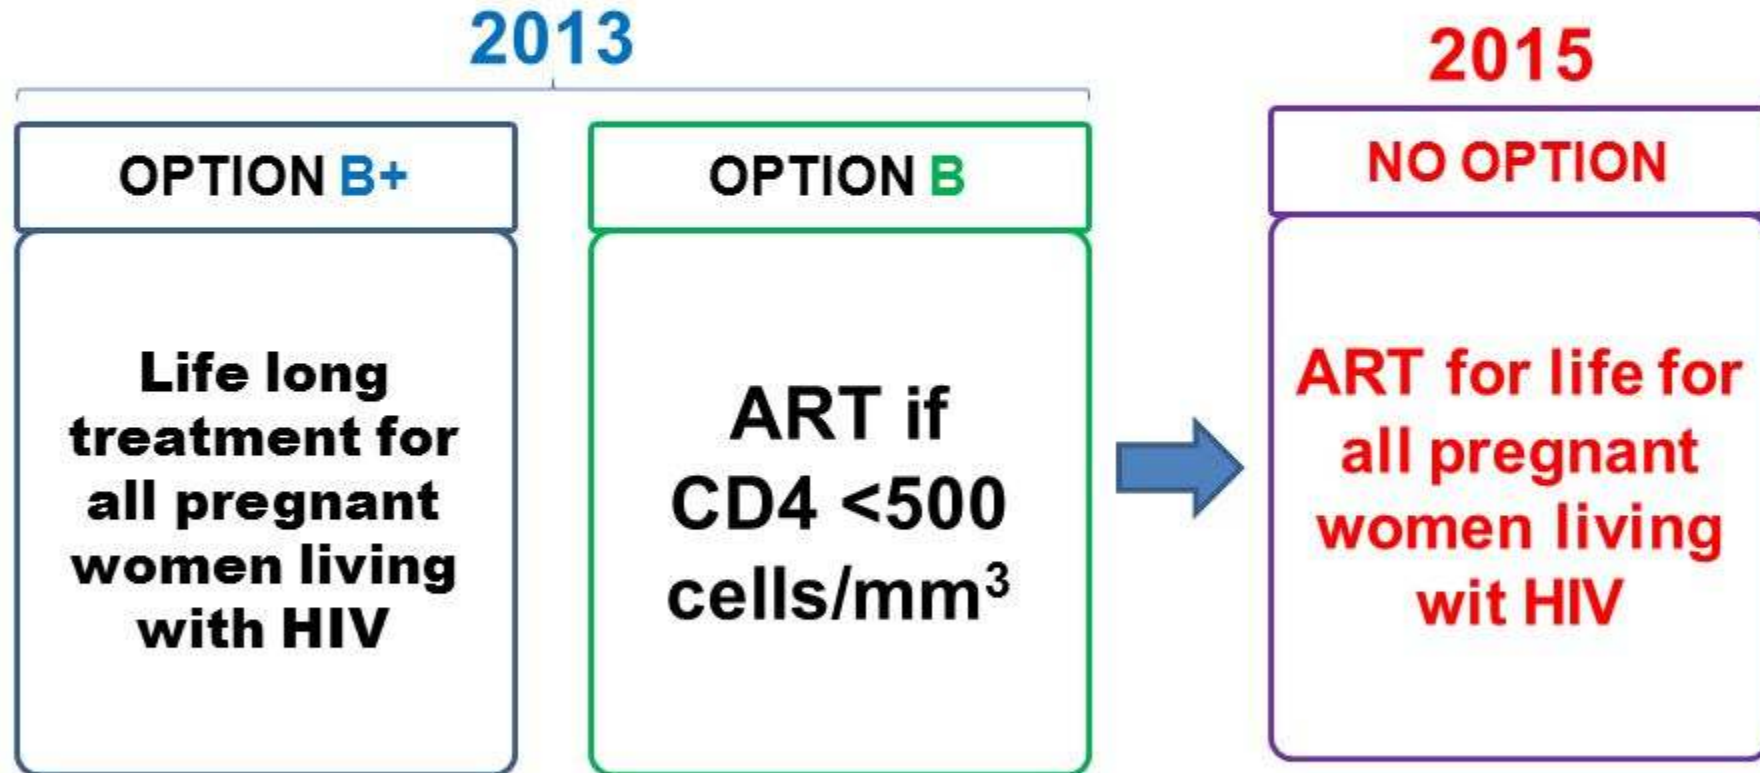 2013
OPTION B+
Life long
treatment for
all pregnant
women living
with HIV
OPTION B
ART if
CD4 <500
cells/mm³
2015
NO OPTION
ART for life for
all pregnant
women living
wit HIV